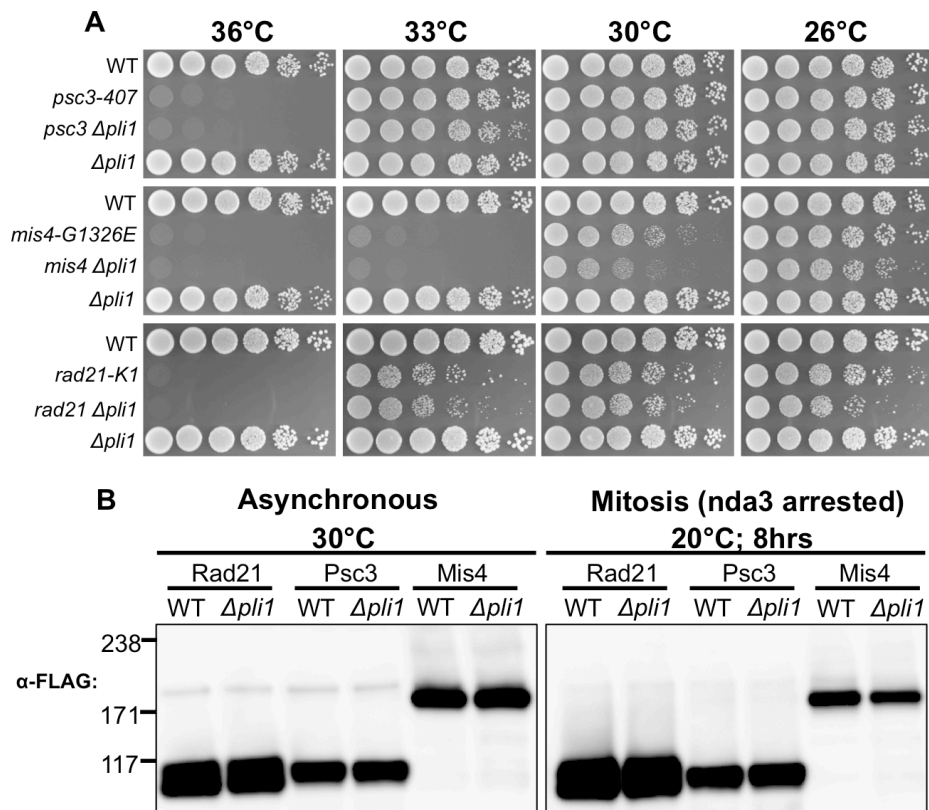 A
36°C 33°C 30°C 26°C
WT
psc3-407
psc3 Δpli1
Δpli1
WT
mis4-G1326E
mis4 Δpli1
Δpli1
WT
rad21-K1
rad21 Δpli1
Δpli1
B
Asynchronous Mitosis (nda3 arrested)
30°C 20°C; 8hrs
Rad21 Psc3 Mis4 Rad21 Psc3 Mis4
WT Δpli1 WT Δpli1 WT Δpli1 WT Δpli1 WT Δpli1 WT Δpli1
238
α-FLAG:
171
117